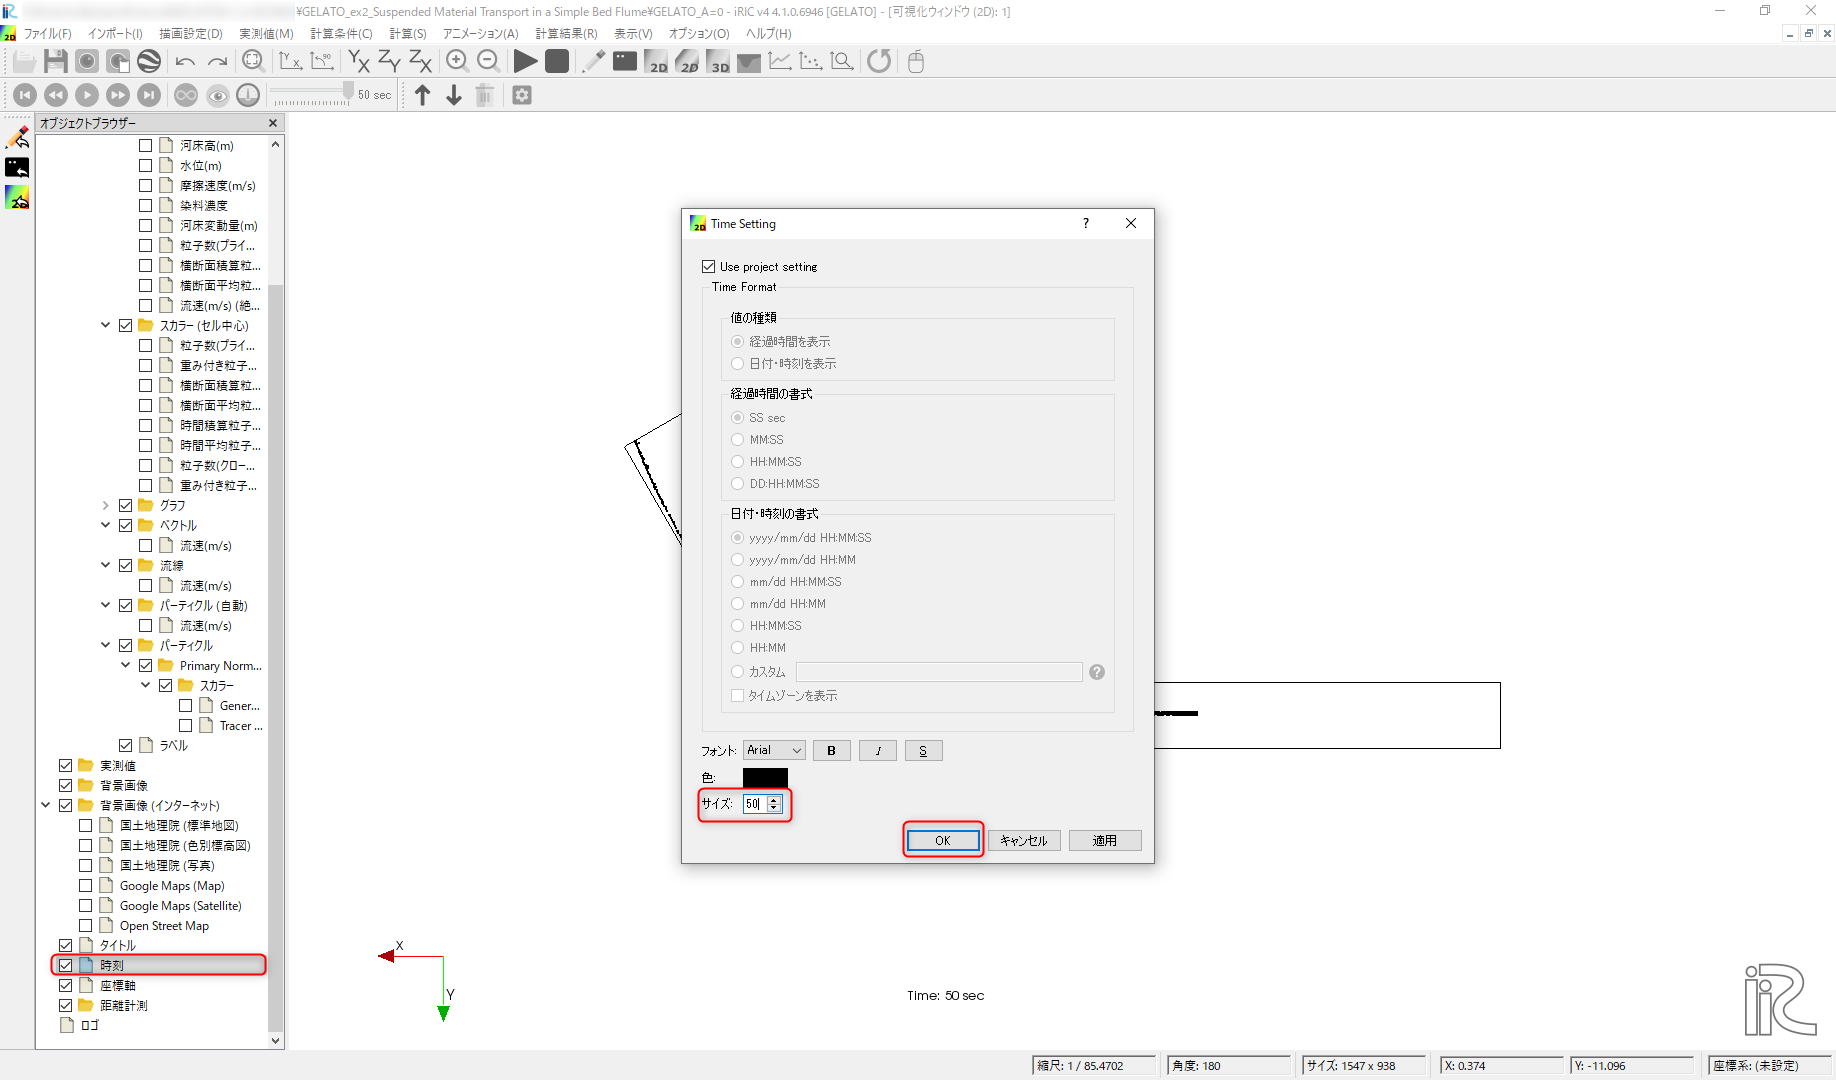 ¥GELATO_ex2_Suspended Material Transport in a Simple Bed Flume¥GELATO_A=0 - iRIC v4 4.1.0.6946 [GELATO] - [可視化ウィンドウ (2D): 1]
ファイル(F) インポート(I) 描画設定(D) 実測値(M) 計算条件(C) 計算(S) アニメーション(A) 計算結果(R) 表示(V) オプション(O) ヘルプ(H)
50 sec
オブジェクトブラウザー
河床高(m)
水位(m)
摩擦速度(m/s)
染料濃度
河床変動量(m)
粒子数(プライ...
横断面積算粒...
横断面平均粒...
流速(m/s) (絶...
スカラー (セル中心)
粒子数(プライ...
重み付き粒子...
横断面積算粒...
横断面平均粒...
時間積算粒子...
時間平均粒子...
粒子数(クロー...
重み付き粒子...
グラフ
ベクトル
流速(m/s)
流線
流速(m/s)
パーティクル (自動)
流速(m/s)
パーティクル
Primary Norm...
スカラー
Gener...
Tracer ...
ラベル
実測値
背景画像
背景画像 (インターネット)
国土地理院 (標準地図)
国土地理院 (色別標高図)
国土地理院 (写真)
Google Maps (Map)
Google Maps (Satellite)
Open Street Map
タイトル
時刻
座標軸
距離計測
ロゴ
Time Setting
Use project setting
Time Format
値の種類
経過時間を表示
日付・時刻を表示
経過時間の書式
SS sec
MM:SS
HH:MM:SS
DD:HH:MM:SS
日付・時刻の書式
yyyy/mm/dd HH:MM:SS
yyyy/mm/dd HH:MM
mm/dd HH:MM:SS
mm/dd HH:MM
HH:MM:SS
HH:MM
カスタム
タイムゾーンを表示
フォント: Arial B I S
色:
サイズ: 50
OK キャンセル 適用
X
Y
Time: 50 sec
iRIC
縮尺: 1 / 85.4702 角度: 180 サイズ: 1547 x 938 X: 0.374 Y: -11.096 座標系: (未設定)